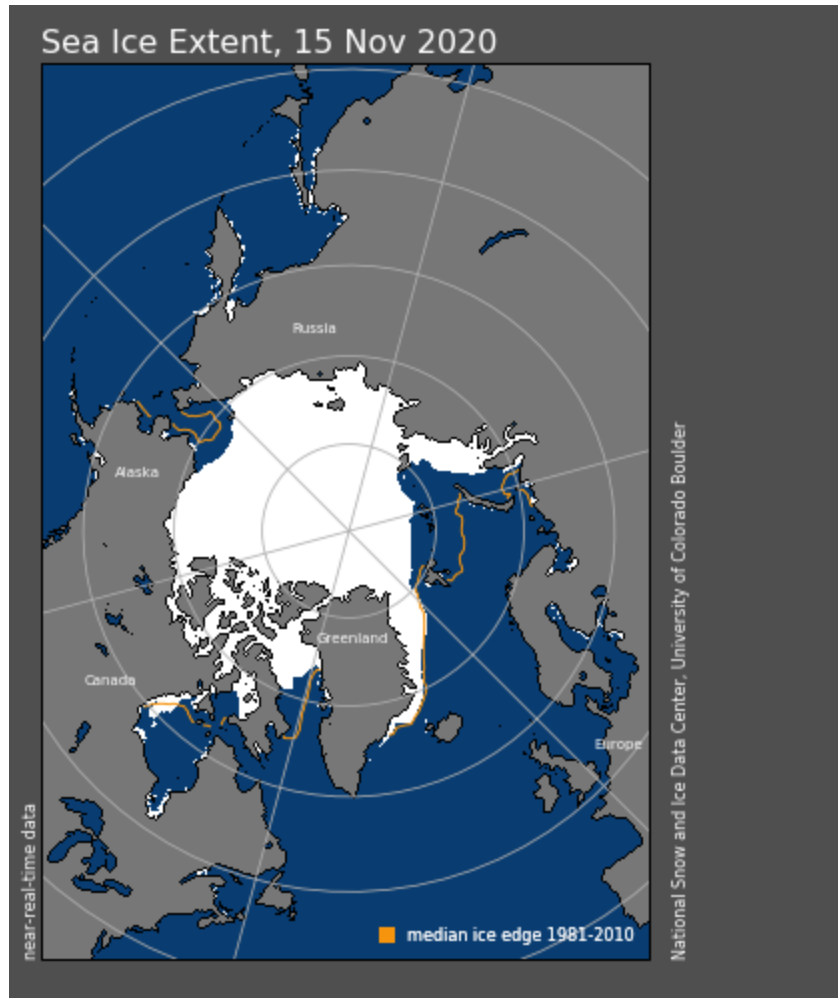 Sea Ice Extent, 15 Nov 2020
Russia
Alaska
Greenland
Canada
Europe
median ice edge 1981-2010
near-real-time data
National Snow and Ice Data Center, University of Colorado Boulder